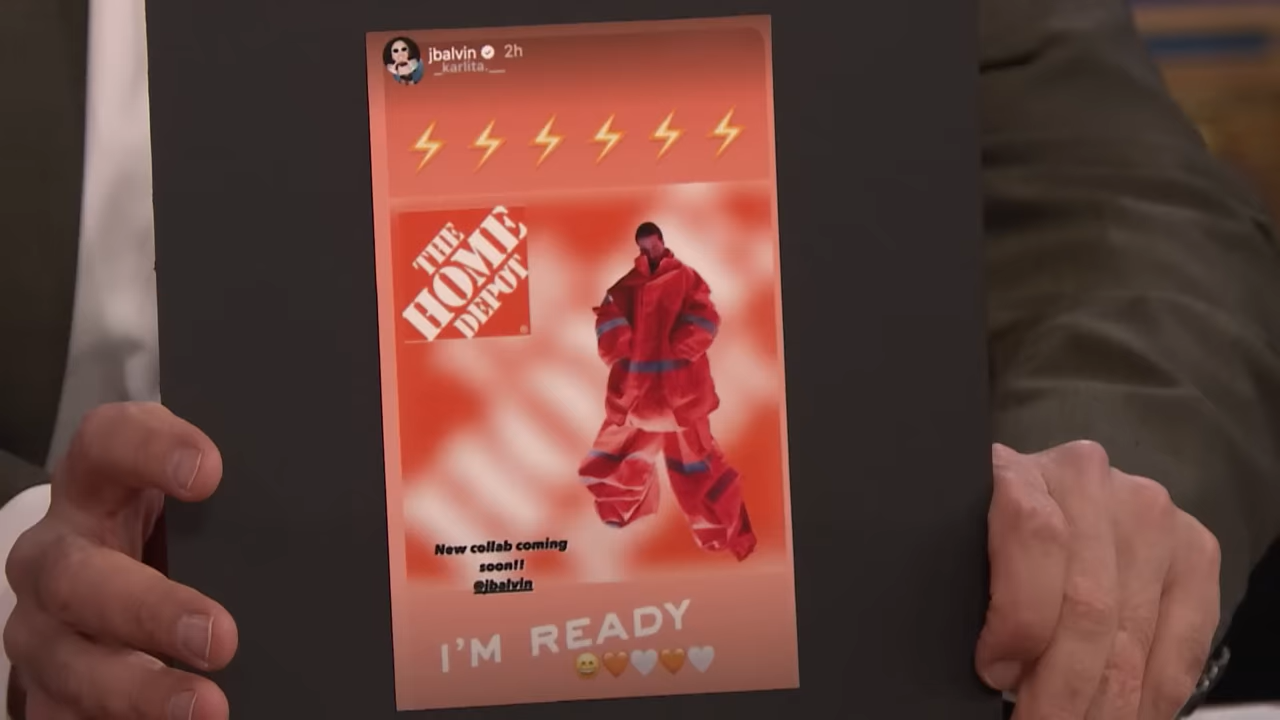 jbalvin 2h
_karlita.__
THE
HOME
DEPOT
New collab coming
soon!!
@jbalvin
I'M READY